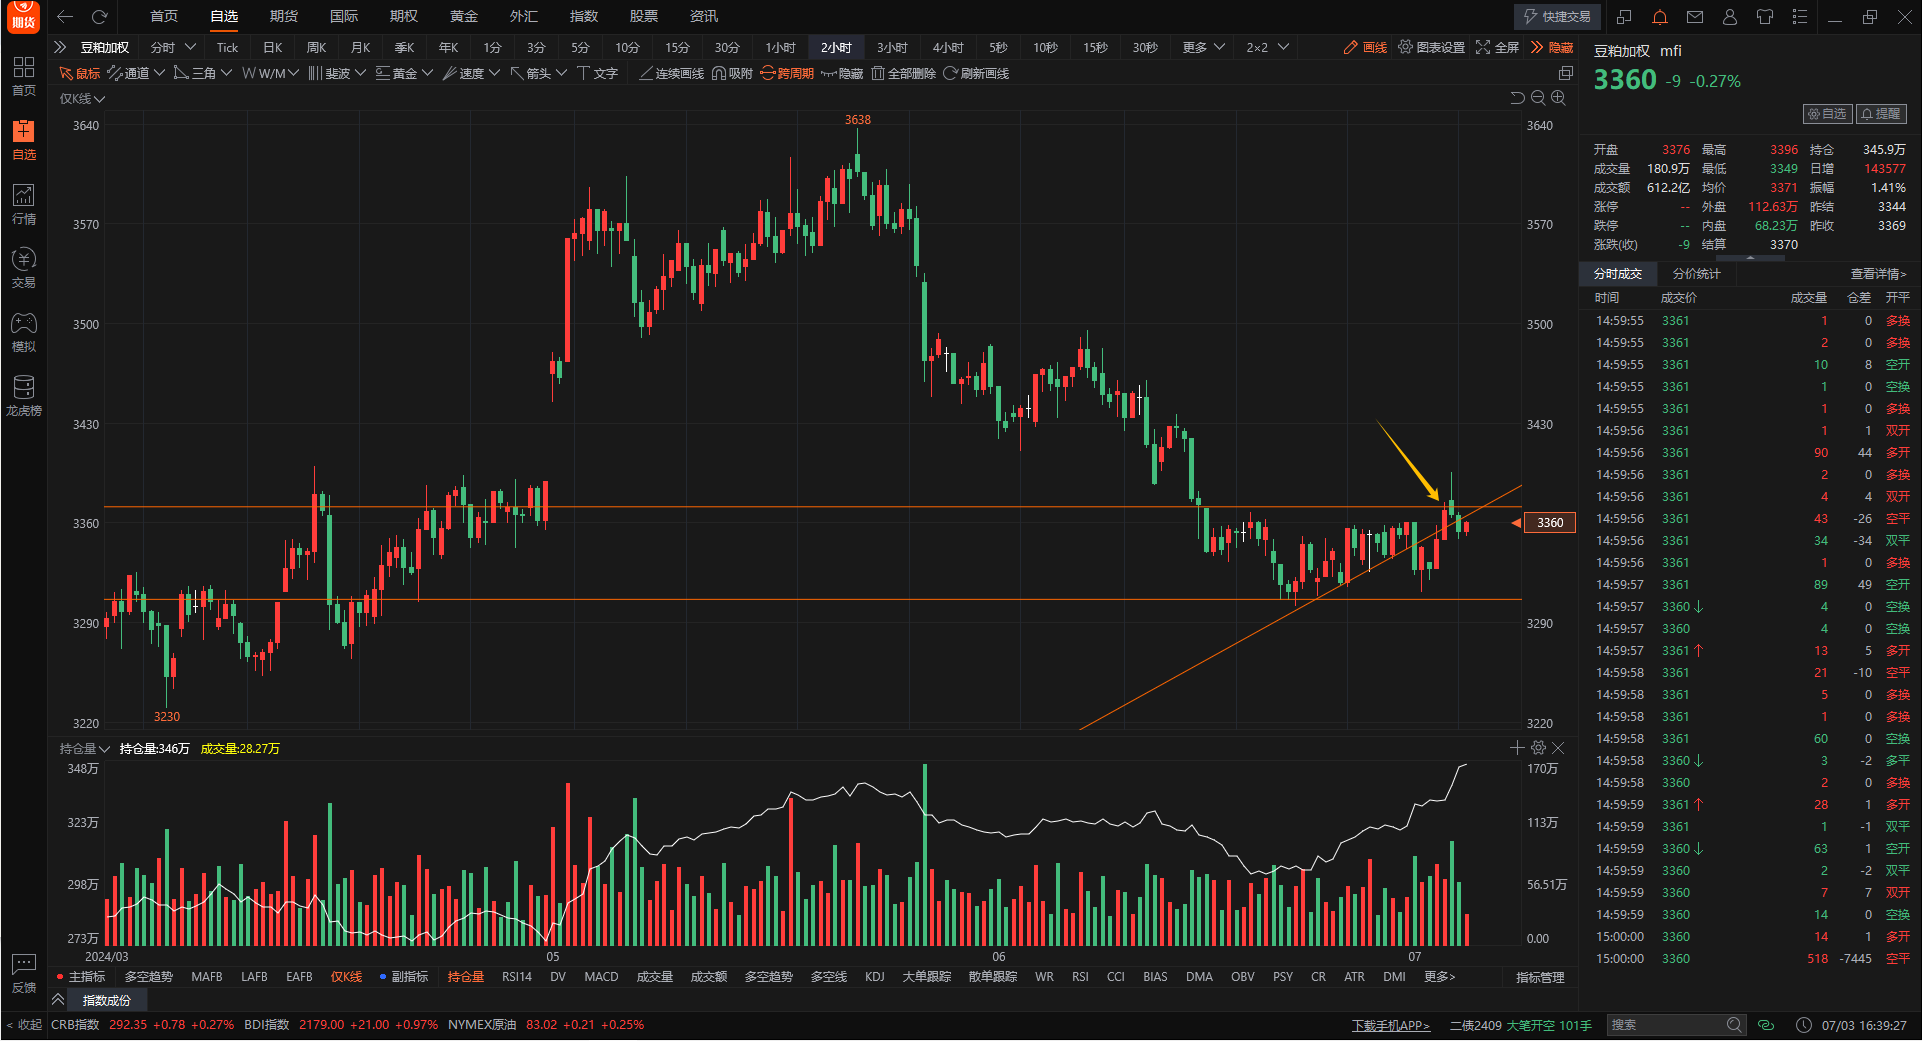 期货
首页 自选 期货 国际 期权 黄金 外汇 指数 股票 资讯 快捷交易
豆粕加权 分时 Tick 日K 周K 月K 季K 年K 1分 3分 5分 10分 15分 30分 1小时 2小时 3小时 4小时 5秒 10秒 15秒 30秒 更多 2×2 画线 图表设置 全屏 隐藏
鼠标 通道 三角 W/M 斐波 黄金 速度 箭头 文字 连续画线 吸附 跨周期 隐藏 全部删除 刷新画线
首页
自选
行情
交易
模拟
龙虎榜
反馈
< 收起
仅K线
3640 3638 3640
3570 3570
3500 3500
3430 3430
3360 3360
3290 3290
3230
3220 3220
持仓量 持仓量:346万 成交量:28.27万
348万 170万
323万 113万
298万 56.51万
273万 0.00
2024/03 05 06 07
主指标 多空趋势 MAFB LAFB EAFB 仅K线 副指标 持仓量 RSI14 DV MACD 成交量 成交额 多空趋势 多空线 KDJ 大单跟踪 散单跟踪 WR RSI CCI BIAS DMA OBV PSY CR ATR DMI 更多> 指标管理
指数成份
CRB指数 292.35 +0.78 +0.27% BDI指数 2179.00 +21.00 +0.97% NYMEX原油 83.02 +0.21 +0.25% 下载手机APP> 二债2409 大笔开空 101手 搜索 07/03 16:39:27
豆粕加权 mfi
3360 -9 -0.27%
自选 提醒
开盘 3376 最高 3396 持仓 345.9万
成交量 180.9万 最低 3349 日增 143577
成交额 612.2亿 均价 3371 振幅 1.41%
涨停 -- 外盘 112.63万 昨结 3344
跌停 -- 内盘 68.23万 昨收 3369
涨跌(收) -9 结算 3370
分时成交 分价统计 查看详情>
时间 成交价 成交量 仓差 开平
14:59:55 3361 1 0 多换
14:59:55 3361 2 0 多换
14:59:55 3361 10 8 空开
14:59:55 3361 1 0 空换
14:59:55 3361 1 0 多换
14:59:56 3361 1 1 双开
14:59:56 3361 90 44 多开
14:59:56 3361 2 0 多换
14:59:56 3361 4 4 双开
14:59:56 3361 43 -26 空平
14:59:56 3361 34 -34 双平
14:59:56 3361 1 0 多换
14:59:57 3361 89 49 空开
14:59:57 3360↓ 4 0 空换
14:59:57 3360 4 0 空换
14:59:57 3361↑ 13 5 多开
14:59:58 3361 21 -10 空平
14:59:58 3361 5 0 多换
14:59:58 3361 1 0 多换
14:59:58 3361 60 0 空换
14:59:58 3360↓ 3 -2 多平
14:59:58 3360 2 0 多换
14:59:59 3361↑ 28 1 多开
14:59:59 3361 1 -1 双平
14:59:59 3360↓ 63 1 空开
14:59:59 3360 2 -2 双平
14:59:59 3360 7 7 双开
14:59:59 3360 14 0 空换
15:00:00 3360 14 1 多开
15:00:00 3360 518 -7445 空平